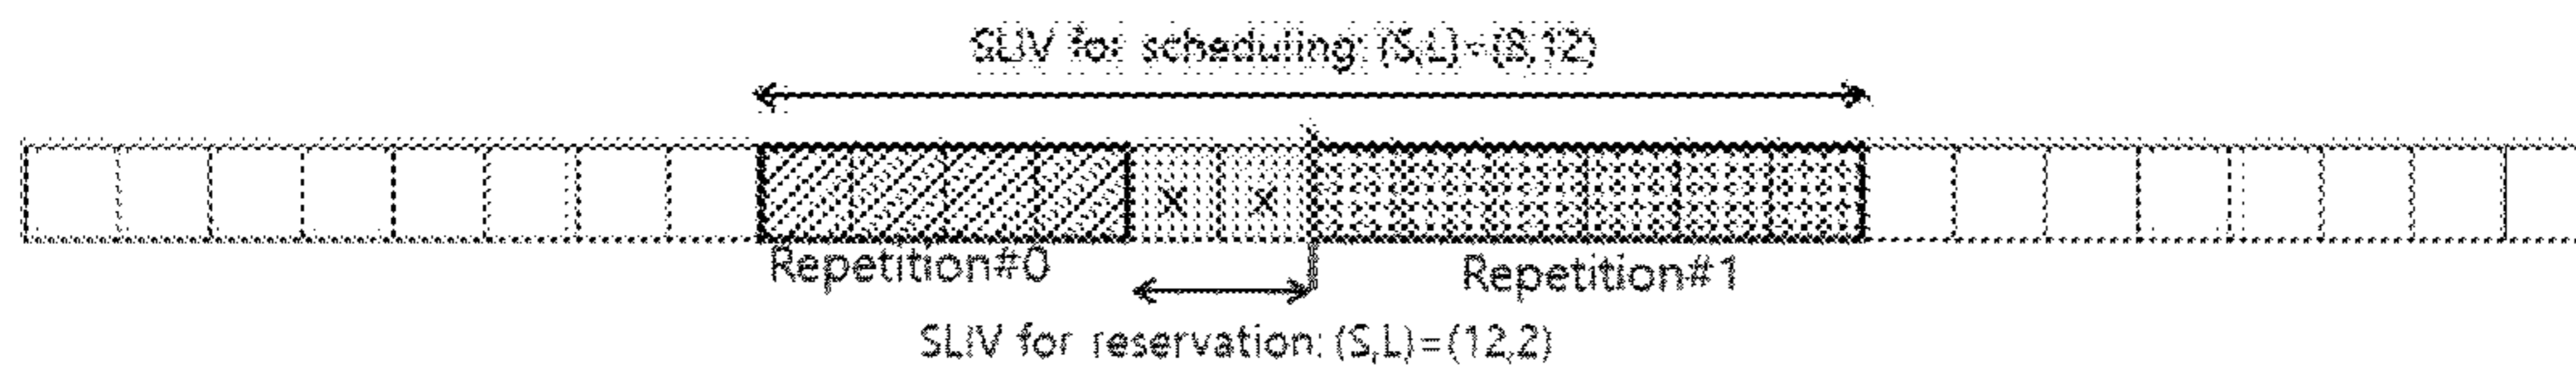 SLIV for scheduling: (S,L)=(8,12)
x x
Repetition#0
Repetition#1
SLIV for reservation: (S,L)=(12,2)